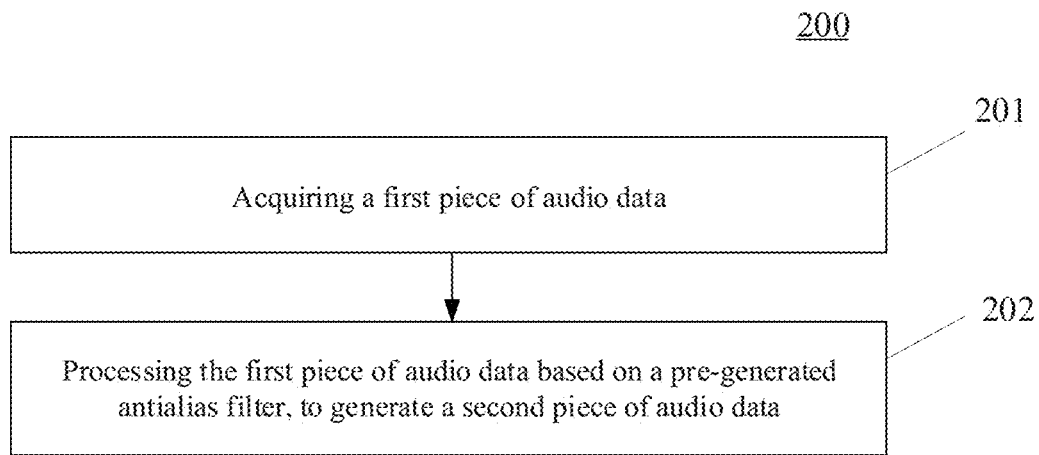 200
201
Acquiring a first piece of audio data
202
Processing the first piece of audio data based on a pre-generated
antialias filter, to generate a second piece of audio data